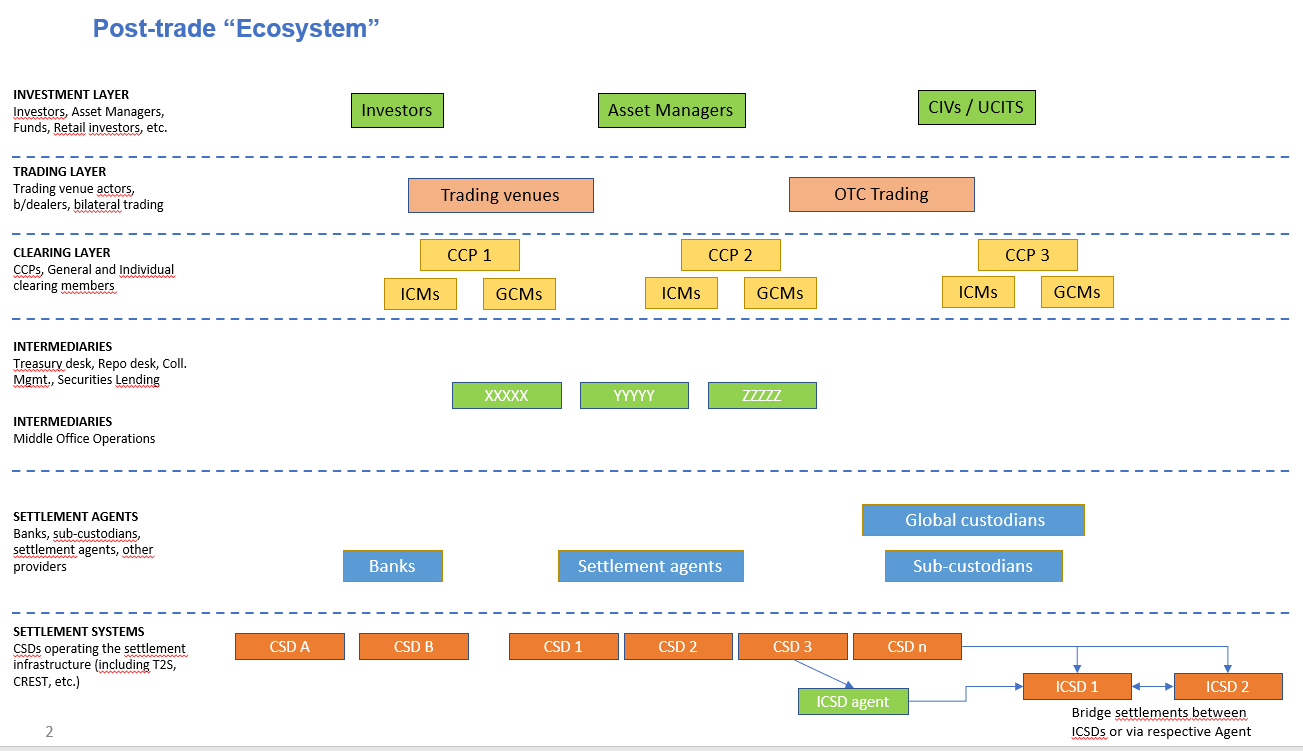 Post-trade “Ecosystem”
INVESTMENT LAYER
Investors, Asset Managers,
Funds, Retail investors, etc.
Investors
Asset Managers
CIVs / UCITS
TRADING LAYER
Trading venue actors,
b/dealers, bilateral trading
Trading venues
OTC Trading
CLEARING LAYER
CCPs, General and Individual
clearing members
CCP 1
CCP 2
CCP 3
ICMs
GCMs
ICMs
GCMs
ICMs
GCMs
INTERMEDIARIES
Treasury desk, Repo desk, Coll.
Mgmt., Securities Lending
XXXXX
YYYYY
ZZZZZ
INTERMEDIARIES
Middle Office Operations
SETTLEMENT AGENTS
Banks, sub-custodians,
settlement agents, other
providers
Global custodians
Banks
Settlement agents
Sub-custodians
SETTLEMENT SYSTEMS
CSDs operating the settlement
infrastructure (including T2S,
CREST, etc.)
CSD A
CSD B
CSD 1
CSD 2
CSD 3
CSD n
ICSD agent
ICSD 1
ICSD 2
Bridge settlements between
ICSDs or via respective Agent
2